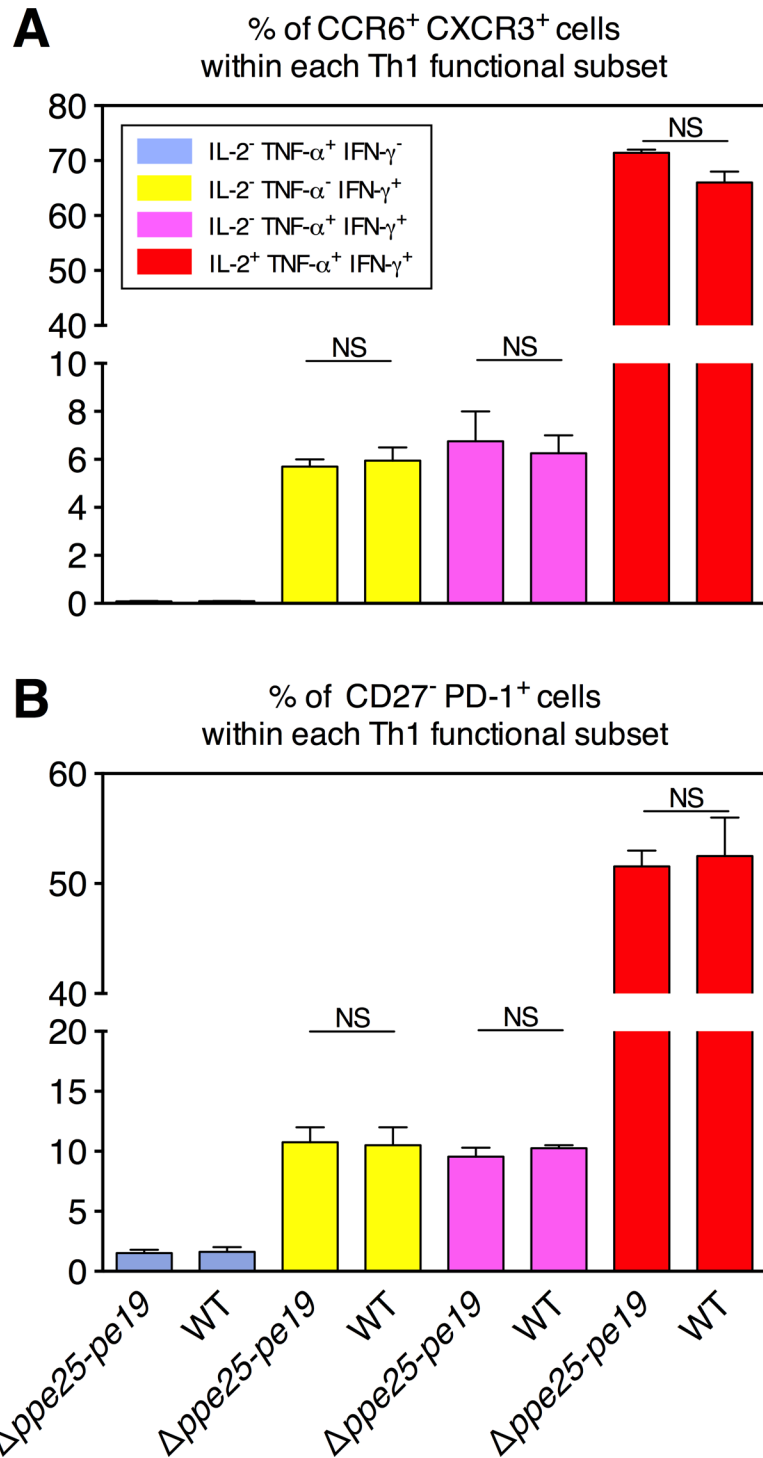 A
% of CCR6⁺ CXCR3⁺ cells
within each Th1 functional subset
80
70
60
50
40
10
8
6
4
2
0
IL-2⁻ TNF-α⁺ IFN-γ⁻
IL-2⁻ TNF-α⁻ IFN-γ⁺
IL-2⁻ TNF-α⁺ IFN-γ⁺
IL-2⁺ TNF-α⁺ IFN-γ⁺
NS
NS
NS
B
% of CD27⁻ PD-1⁺ cells
within each Th1 functional subset
60
50
40
20
15
10
5
0
NS
NS
NS
Δppe25-pe19
WT
Δppe25-pe19
WT
Δppe25-pe19
WT
Δppe25-pe19
WT